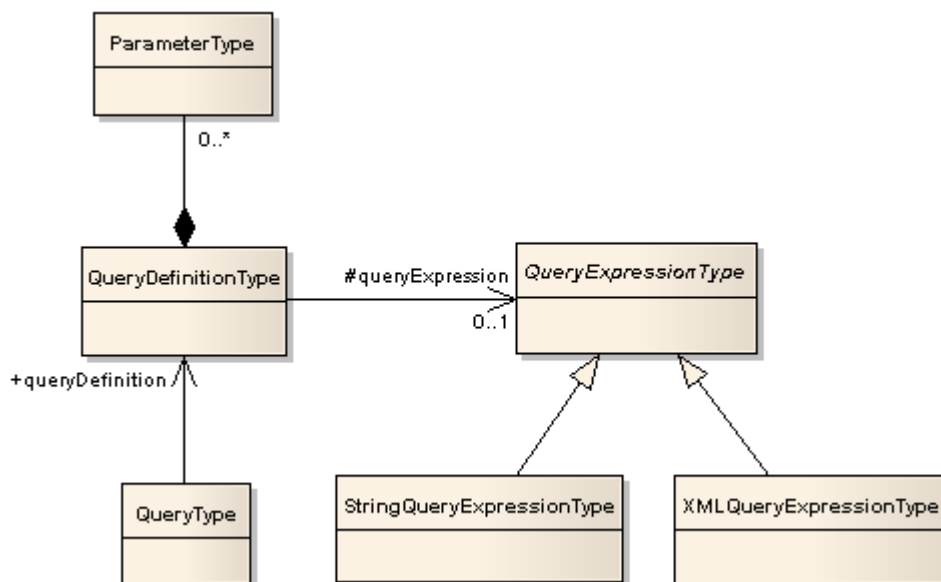 ParameterType
0..*
QueryDefinitionType
#queryExpression
0..1
QueryExpressionType
+queryDefinition
QueryType
StringQueryExpressionType
XMLQueryExpressionType